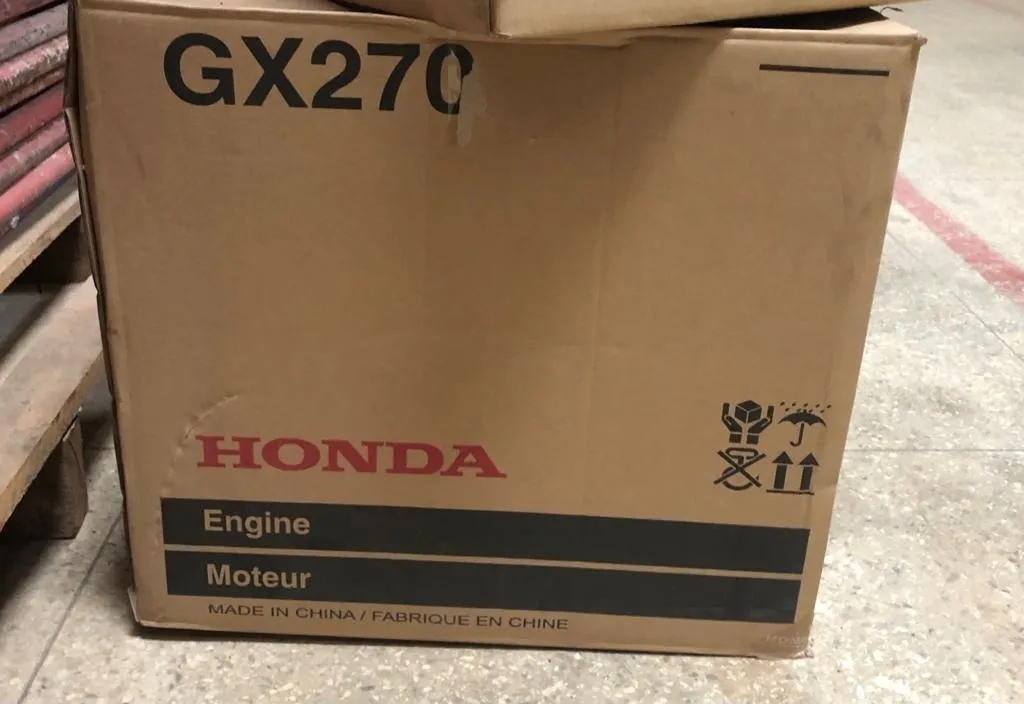 GX270
HONDA
Engine
Moteur
MADE IN CHINA / FABRIQUE EN CHINE